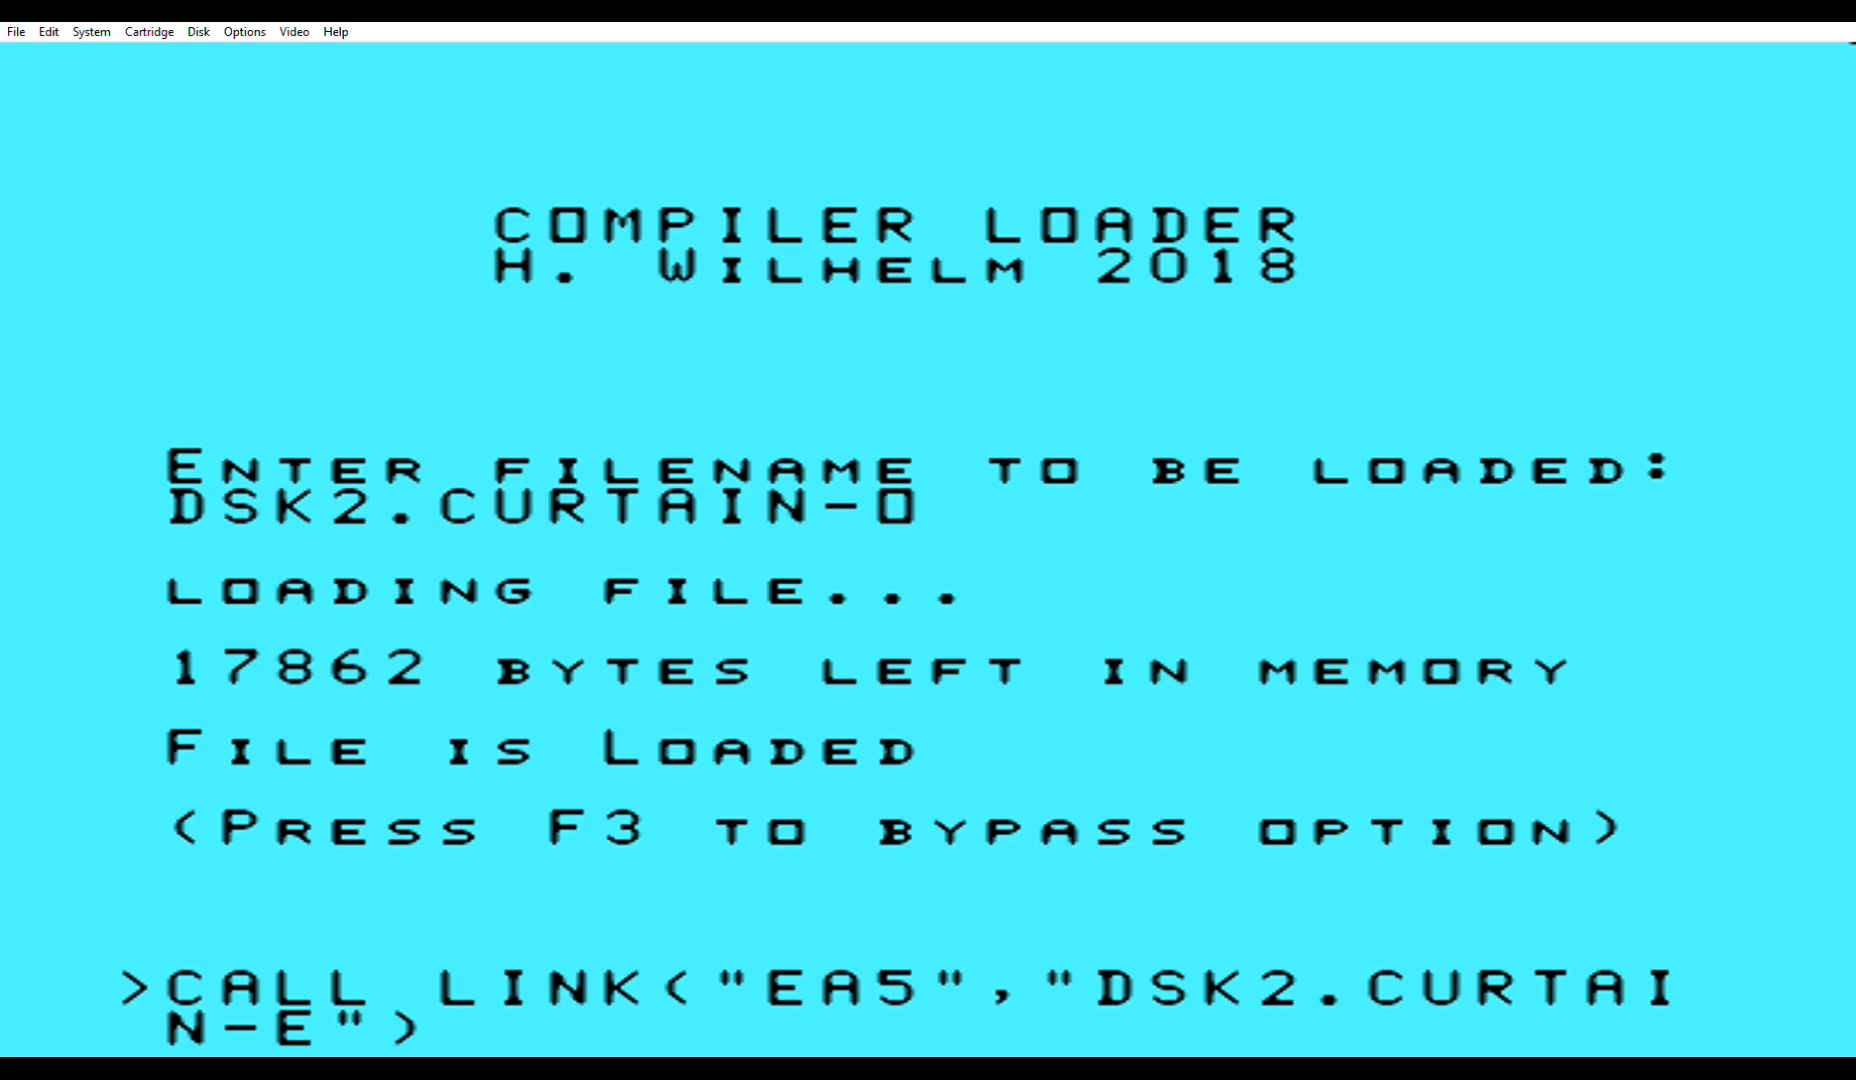 File Edit System Cartridge Disk Options Video Help
COMPILER LOADER
H. Wilhelm 2018
Enter filename to be loaded:
DSK2.CURTAIN-O
loading file...
17862 bytes left in memory
File is Loaded
(Press F3 to bypass option)
>CALL LINK("EA5","DSK2.CURTAI
N-E")